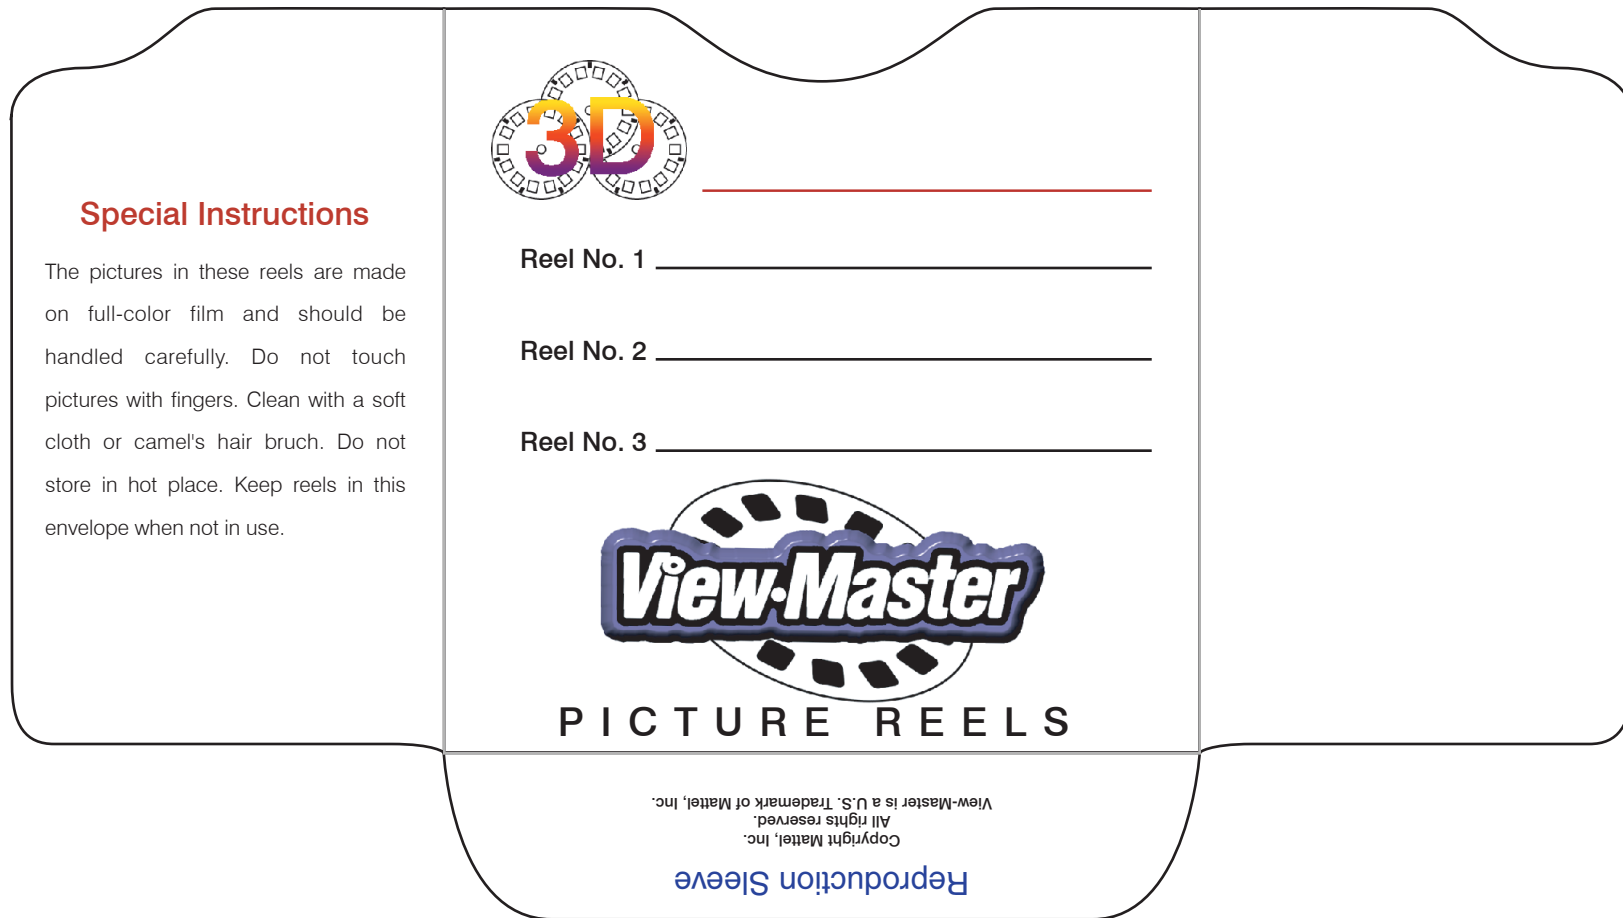 Special Instructions
The pictures in these reels are made
on full-color film and should be
handled carefully. Do not touch
pictures with fingers. Clean with a soft
cloth or camel's hair bruch. Do not
store in hot place. Keep reels in this
envelope when not in use.
3D
Reel No. 1
Reel No. 2
Reel No. 3
View·Master
PICTURE REELS
Reproduction Sleeve
Copyright Mattel, Inc.
All rights reserved.
View-Master is a U.S. Trademark of Mattel, Inc.